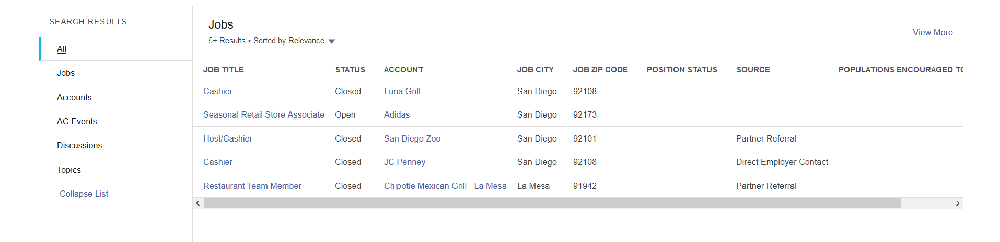 SEARCH RESULTS
All
Jobs
Accounts
AC Events
Discussions
Topics
Collapse List
Jobs
5+ Results • Sorted by Relevance
View More
JOB TITLE STATUS ACCOUNT JOB CITY JOB ZIP CODE POSITION STATUS SOURCE POPULATIONS ENCOURAGED TO
Cashier Closed Luna Grill San Diego 92108
Seasonal Retail Store Associate Open Adidas San Diego 92173
Host/Cashier Closed San Diego Zoo San Diego 92101 Partner Referral
Cashier Closed JC Penney San Diego 92108 Direct Employer Contact
Restaurant Team Member Closed Chipotle Mexican Grill - La Mesa La Mesa 91942 Partner Referral